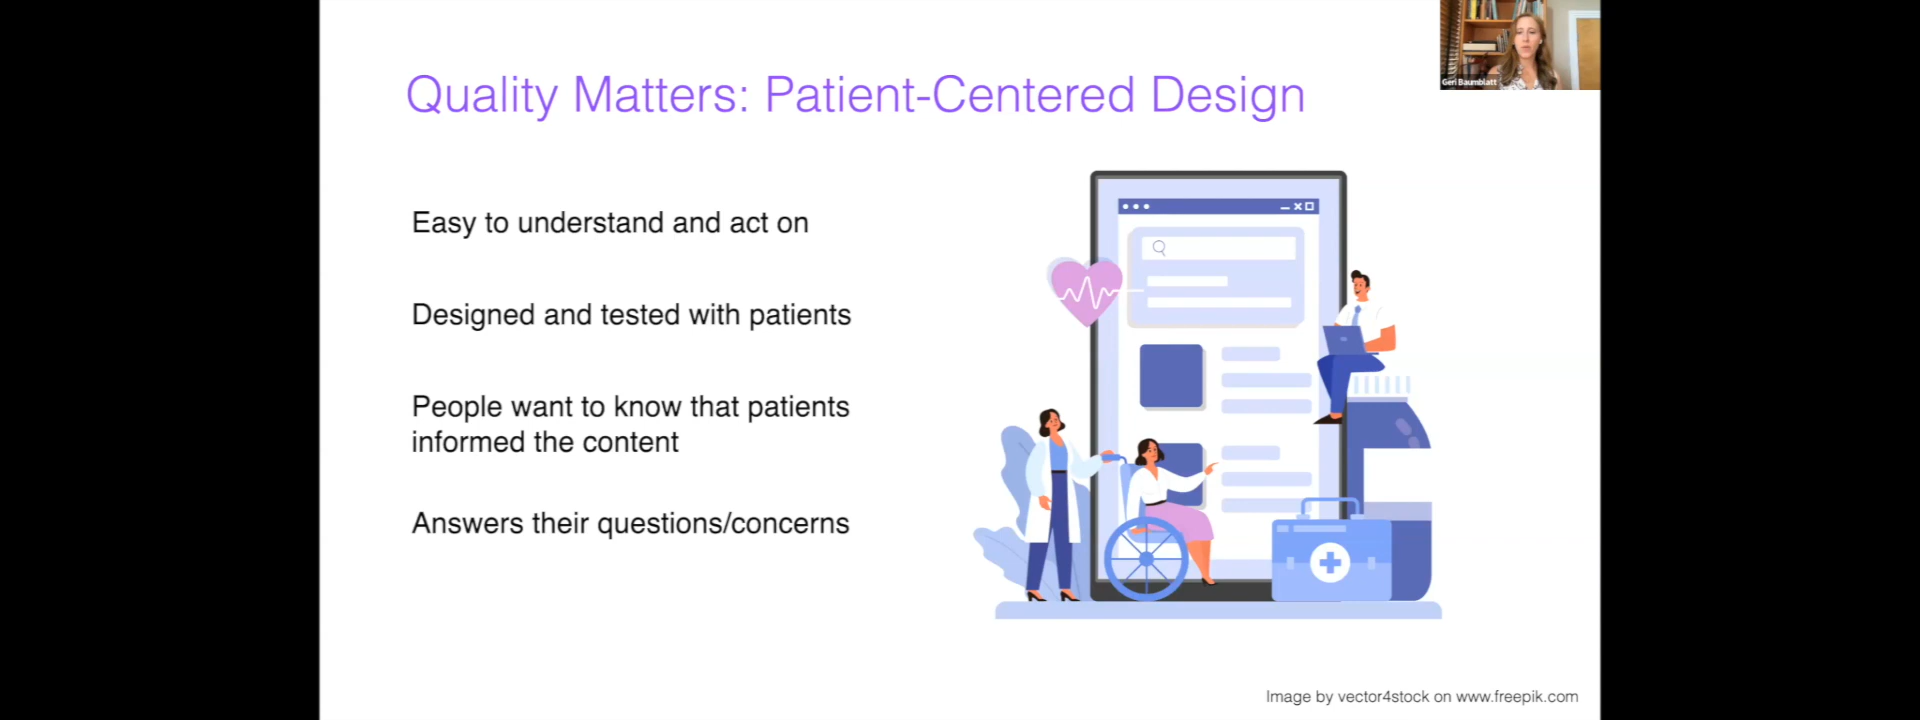 Quality Matters: Patient-Centered Design
Geri Baumblatt
Easy to understand and act on
Designed and tested with patients
People want to know that patients
informed the content
Answers their questions/concerns
Image by vector4stock on www.freepik.com